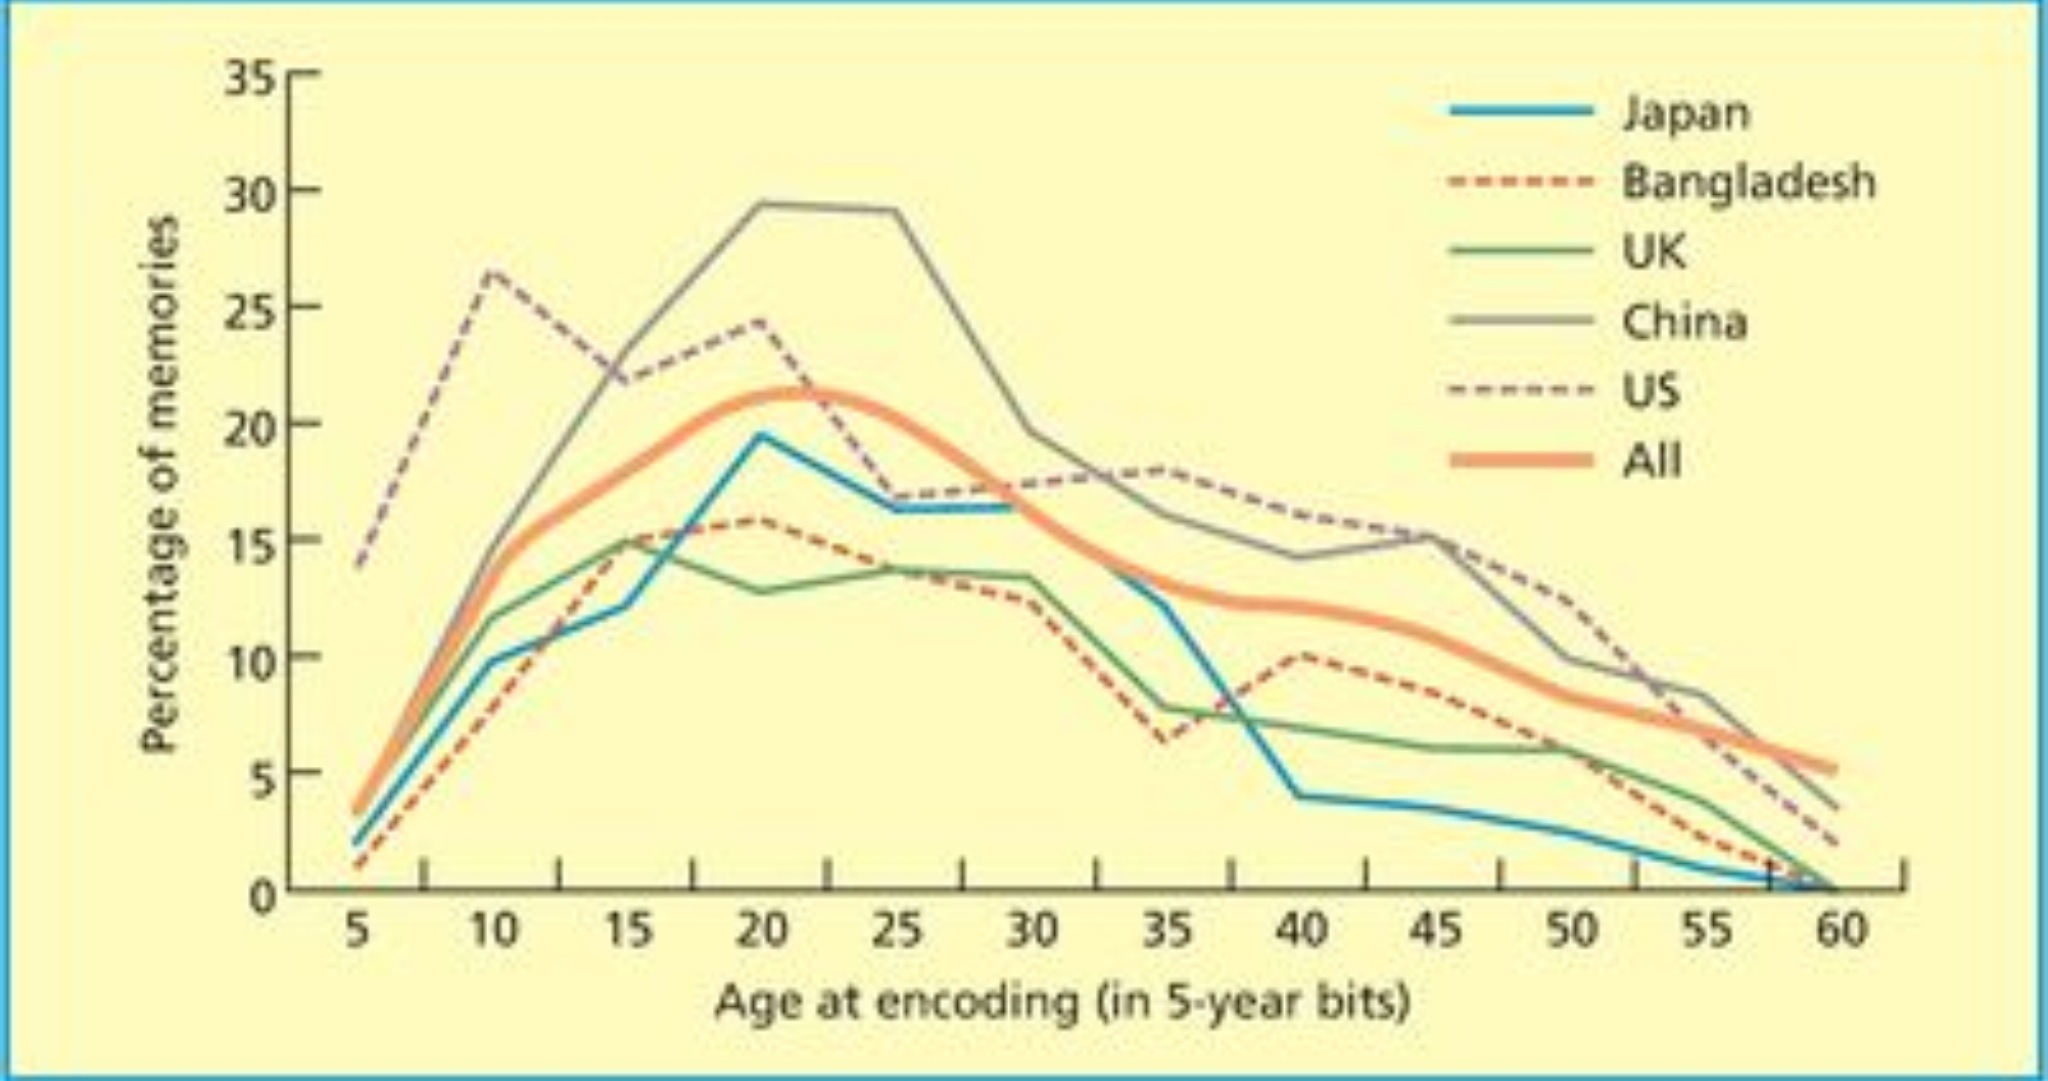 35
30
25
20
15
10
5
0
Percentage of memories
Japan
Bangladesh
UK
China
US
All
5 10 15 20 25 30 35 40 45 50 55 60
Age at encoding (in 5-year bits)